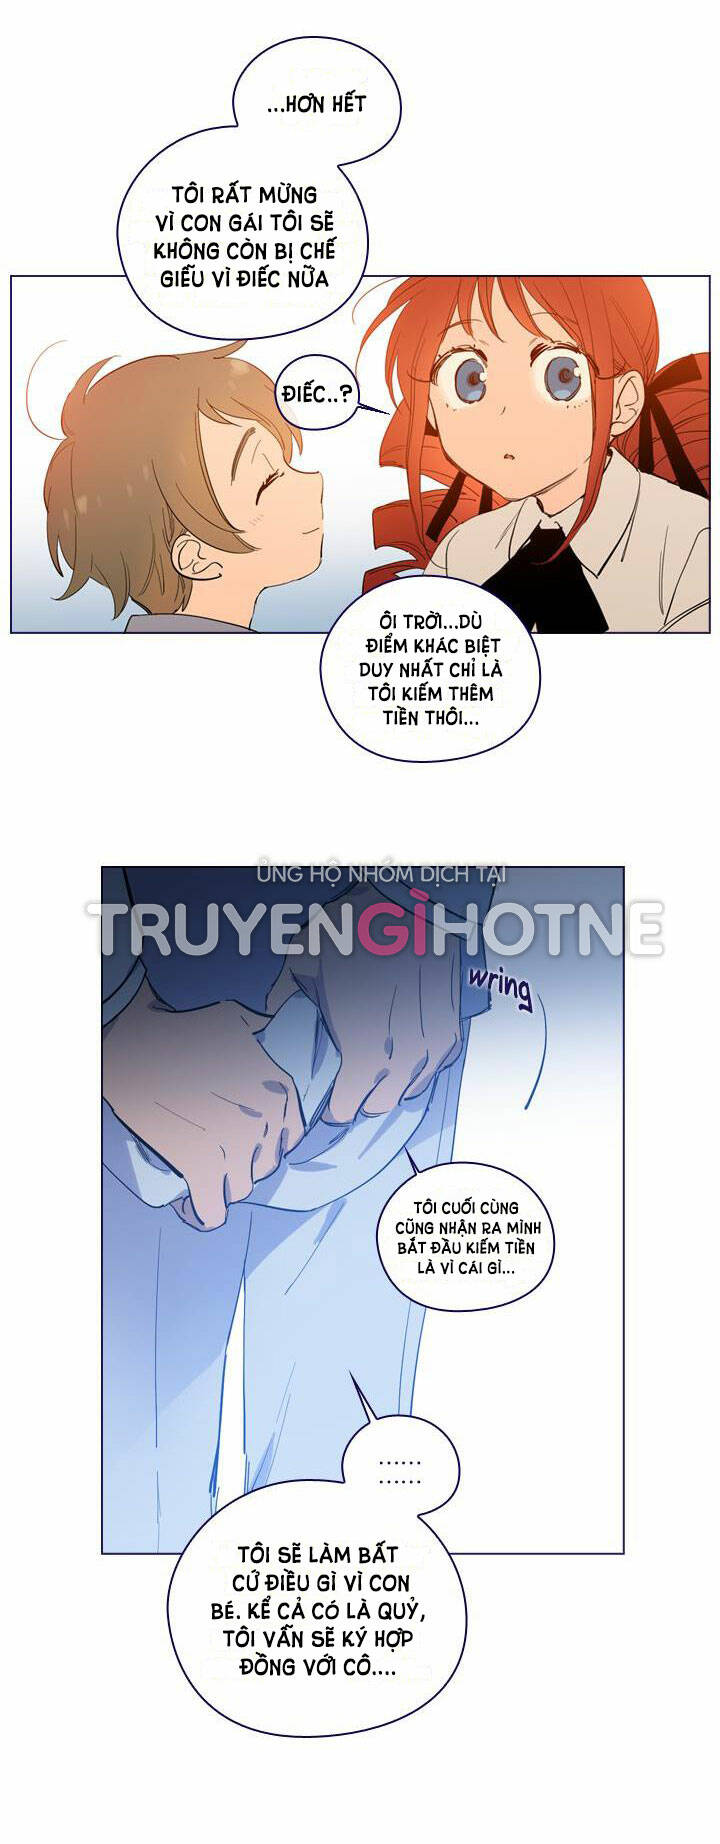 ...HƠN HẾT
TÔI RẤT MỪNG
VÌ CON GÁI TÔI SẼ
KHÔNG CÒN BỊ CHẾ
GIỄU VÌ ĐIẾC NỮA
ĐIẾC..?
ÔI TRỜI...DÙ
ĐIỂM KHÁC BIỆT
DUY NHẤT CHỈ LÀ
TÔI KIẾM THÊM
TIỀN THÔI...
ỦNG HỘ NHÓM DỊCH TẠI
TRUYENGIHOTNE
wring
TÔI CUỐI CÙNG
CŨNG NHẬN RA MÌNH
BẮT ĐẦU KIẾM TIỀN
LÀ VÌ CÁI GÌ...
......
......
TÔI SẼ LÀM BẤT
CỨ ĐIỀU GÌ VÌ CON
BÉ. KỂ CẢ CÓ LÀ QUỶ,
TÔI VẪN SẼ KÝ HỢP
ĐỒNG VỚI CÔ....